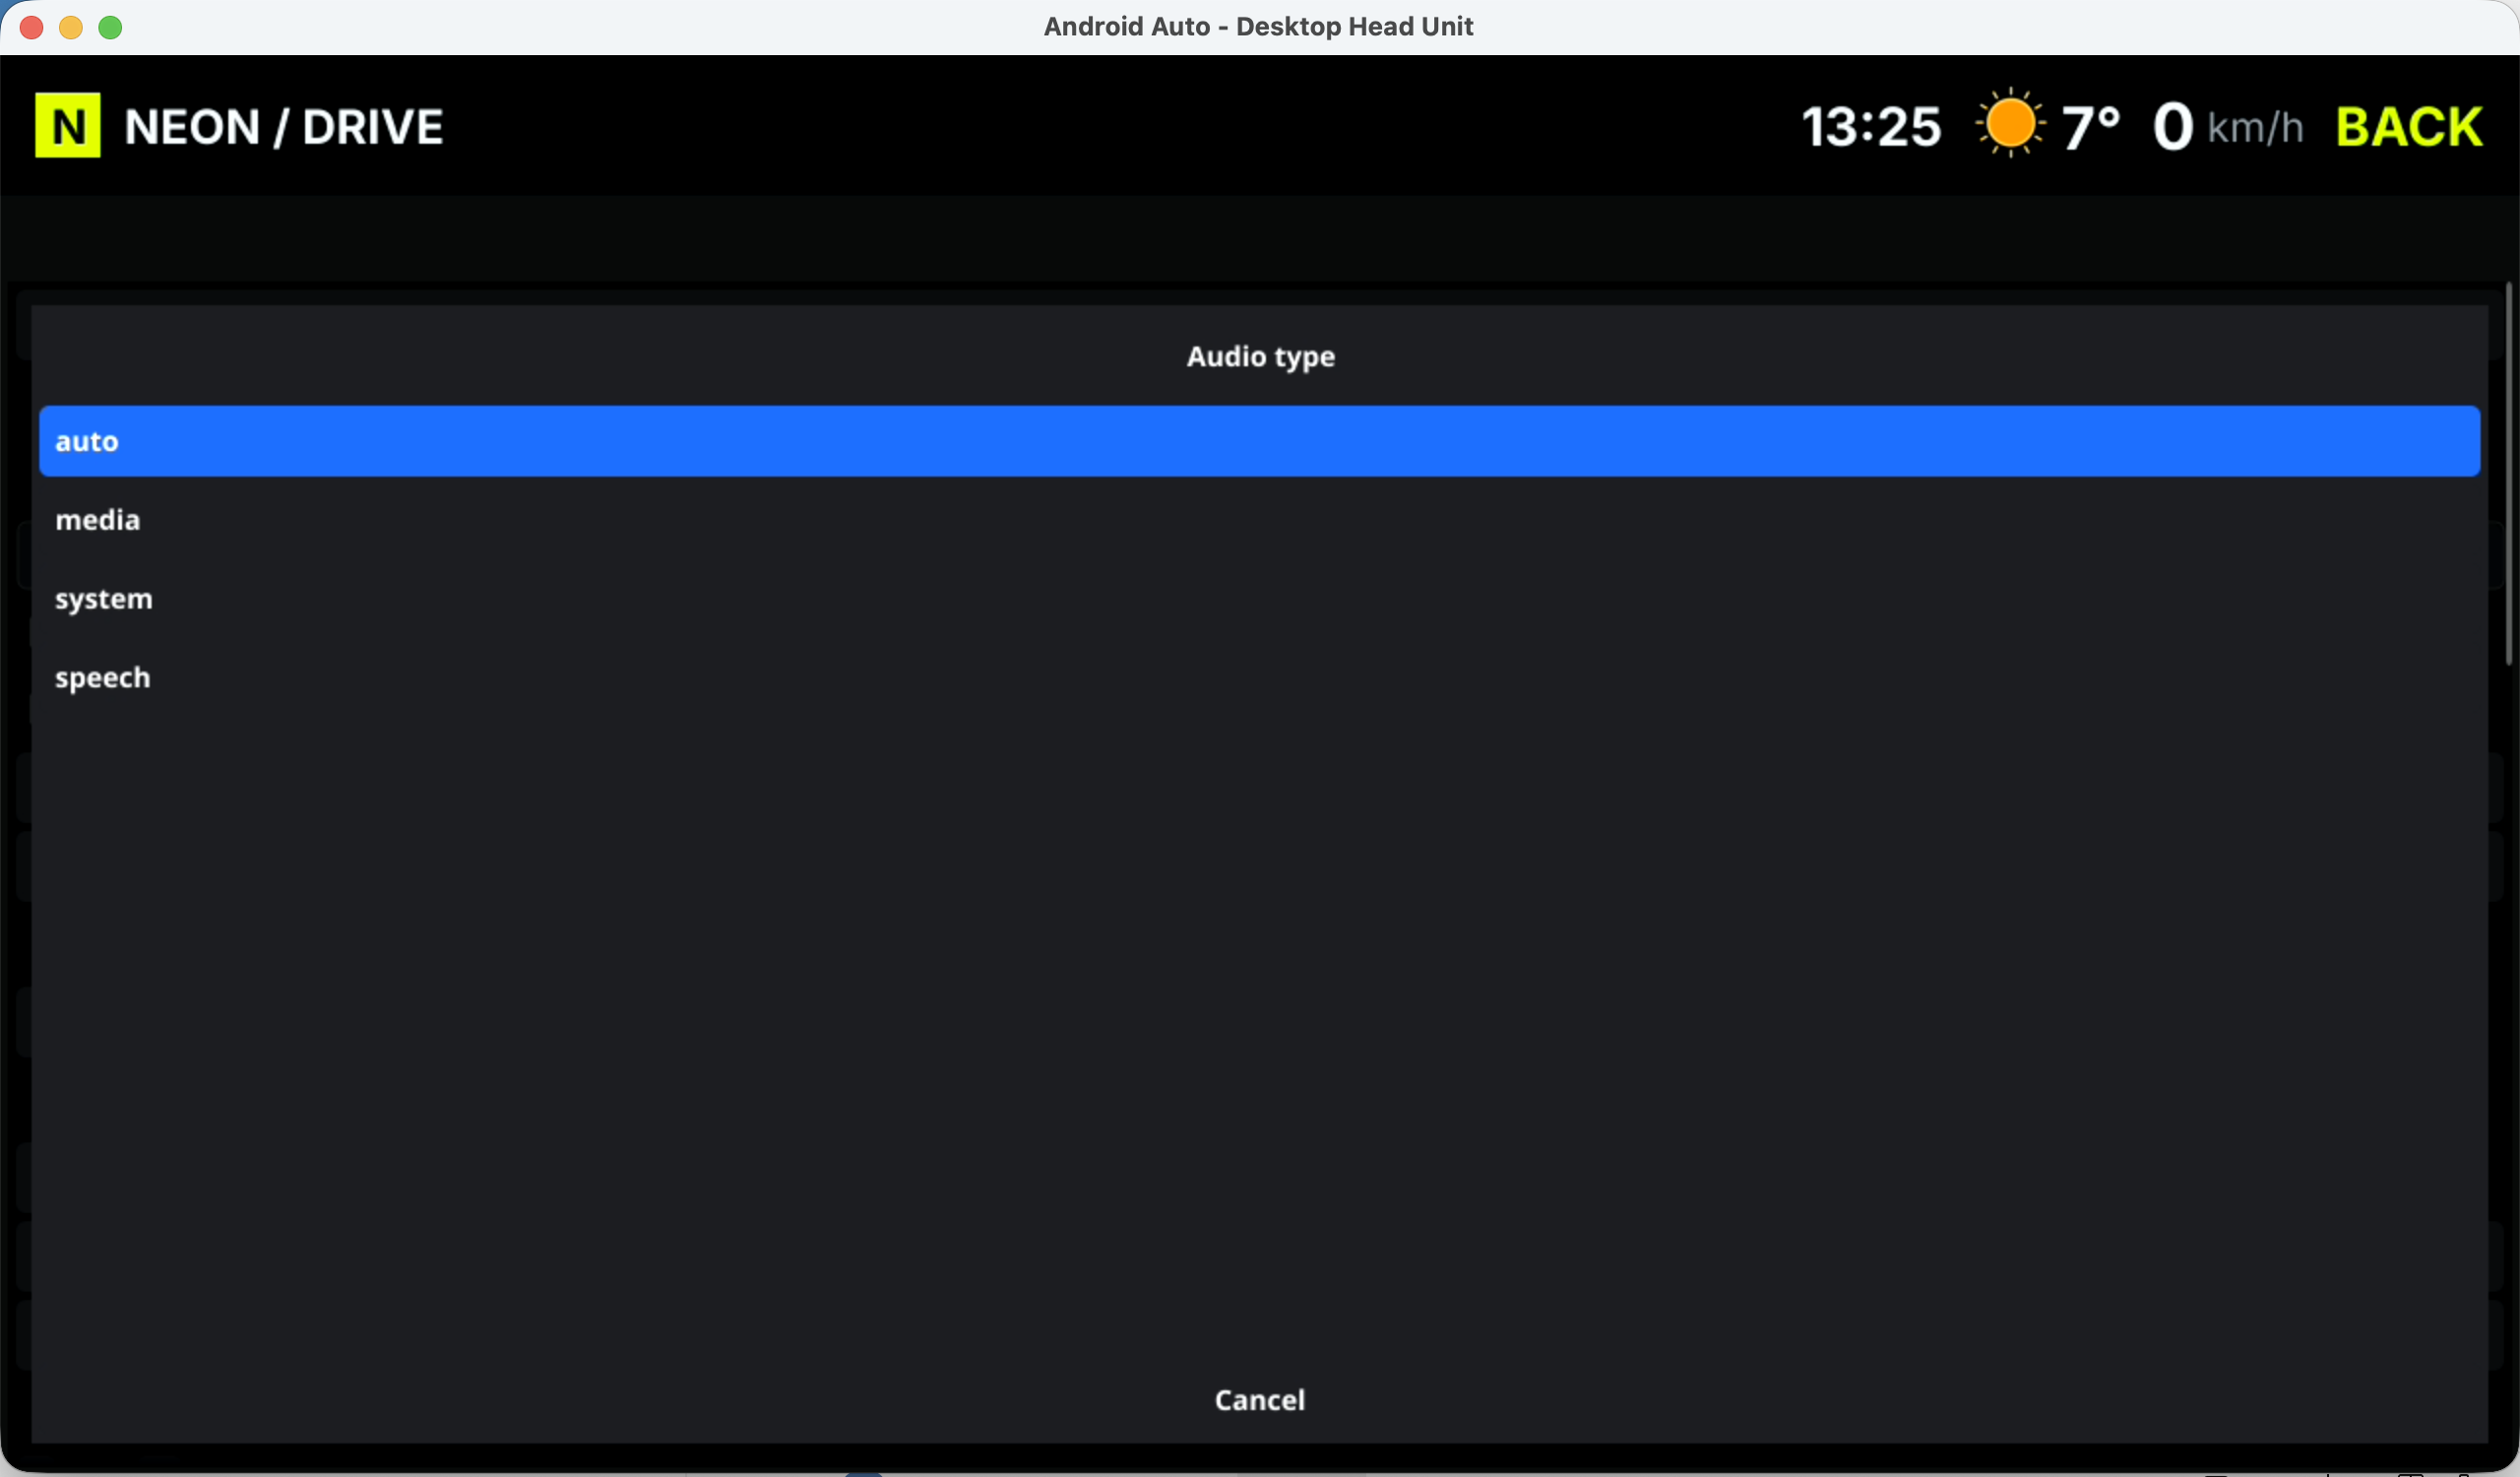 Android Auto - Desktop Head Unit
N NEON / DRIVE 13:25 7° 0 km/h BACK
Audio type
auto
media
system
speech
Cancel